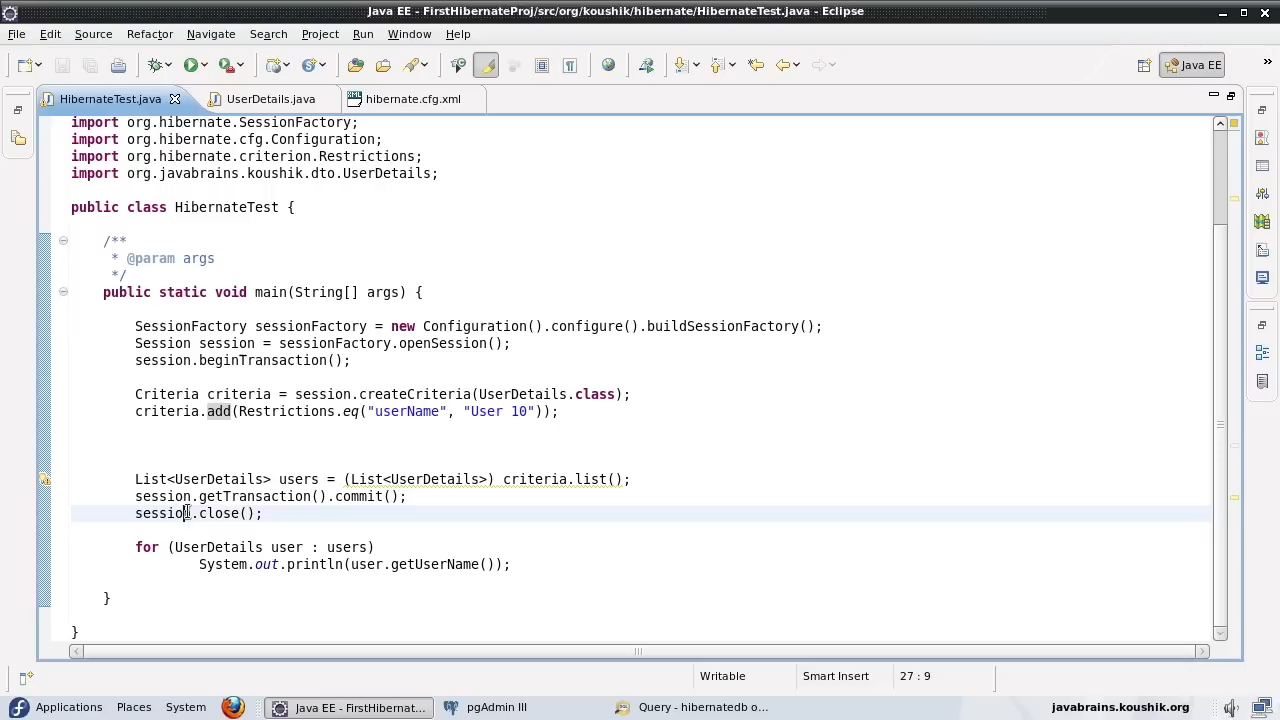 Java EE - FirstHibernateProj/src/org/koushik/hibernate/HibernateTest.java - Eclipse
File Edit Source Refactor Navigate Search Project Run Window Help
Java EE
HibernateTest.java UserDetails.java hibernate.cfg.xml
import org.hibernate.SessionFactory;
import org.hibernate.cfg.Configuration;
import org.hibernate.criterion.Restrictions;
import org.javabrains.koushik.dto.UserDetails;
public class HibernateTest {
/**
* @param args
*/
public static void main(String[] args) {
SessionFactory sessionFactory = new Configuration().configure().buildSessionFactory();
Session session = sessionFactory.openSession();
session.beginTransaction();
Criteria criteria = session.createCriteria(UserDetails.class);
criteria.add(Restrictions.eq("userName", "User 10"));
List<UserDetails> users = (List<UserDetails>) criteria.list();
session.getTransaction().commit();
session.close();
for (UserDetails user : users)
System.out.println(user.getUserName());
}
}
Writable Smart Insert 27 : 9
Applications Places System Java EE - FirstHibernat... pgAdmin III Query - hibernatedb o... javabrains.koushik.org